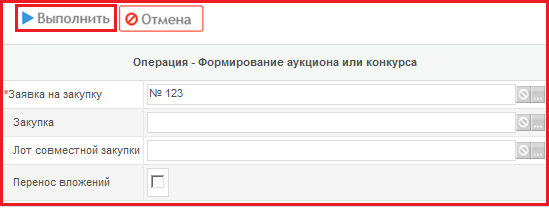 Выполнить Отмена
Операция - Формирование аукциона или конкурса
*Заявка на закупку № 123 ...
Закупка ...
Лот совместной закупки ...
Перенос вложений